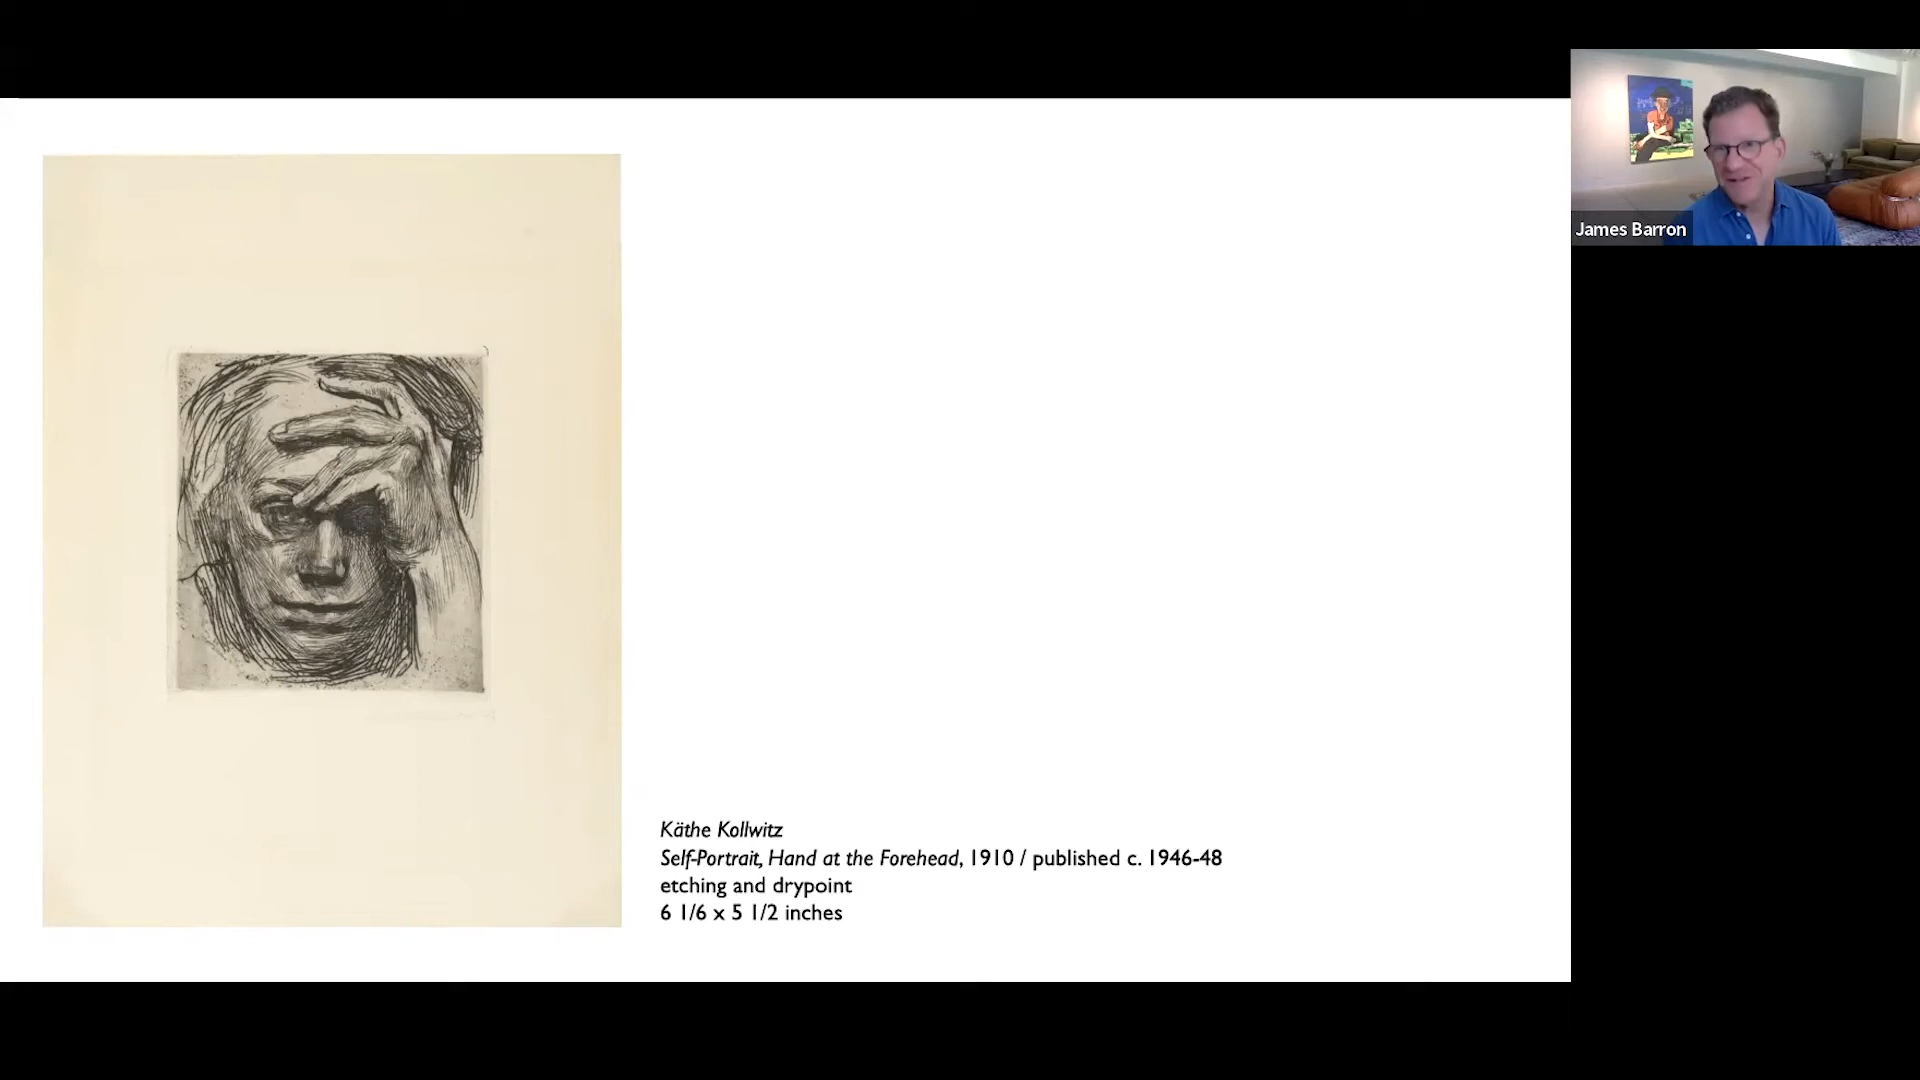 James Barron
Käthe Kollwitz
Self-Portrait, Hand at the Forehead, 1910 / published c. 1946-48
etching and drypoint
6 1/6 x 5 1/2 inches